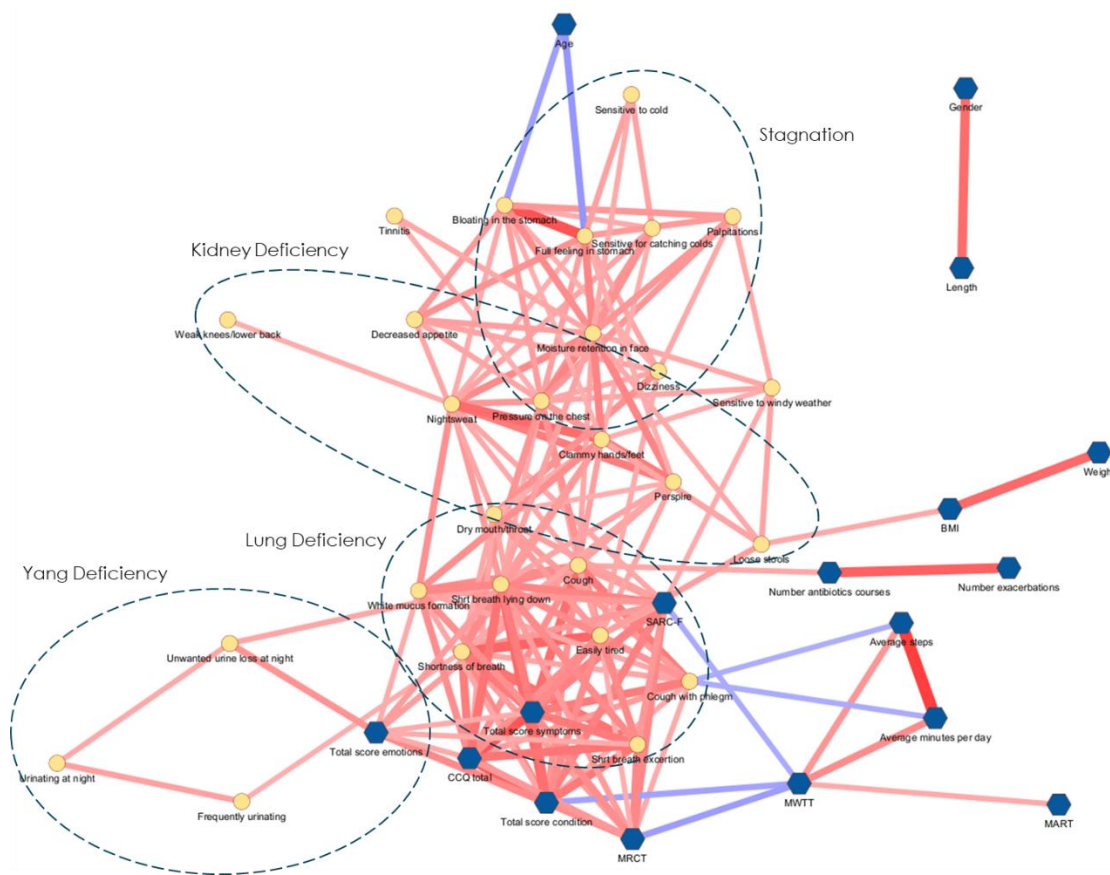 Age
Sensitive to cold
Gender
Stagnation
Bloating in the stomach
Tinnitis
Full feeling in stomach
Sensitive for catching colds
Palpitations
Kidney Deficiency
Length
Weak knees/lower back
Decreased appetite
Moisture retention in face
Dizziness
Sensitive to windy weather
Nightsweat
Pressure on the chest
Clammy hands/feet
Weigh
Perspire
BMI
Dry mouth/throat
Lung Deficiency
Loose stools
Yang Deficiency
Cough
Number antibiotics courses
Number exacerbations
White mucus formation
Shrt breath lying down
SARC-F
Average steps
Unwanted urine loss at night
Shortness of breath
Easily tired
Cough with phlegm
Average minutes per day
Total score symptoms
Total score emotions
Shrt breath excertion
Urinating at night
CCQ total
MWTT
Frequently urinating
Total score condition
MART
MRCT